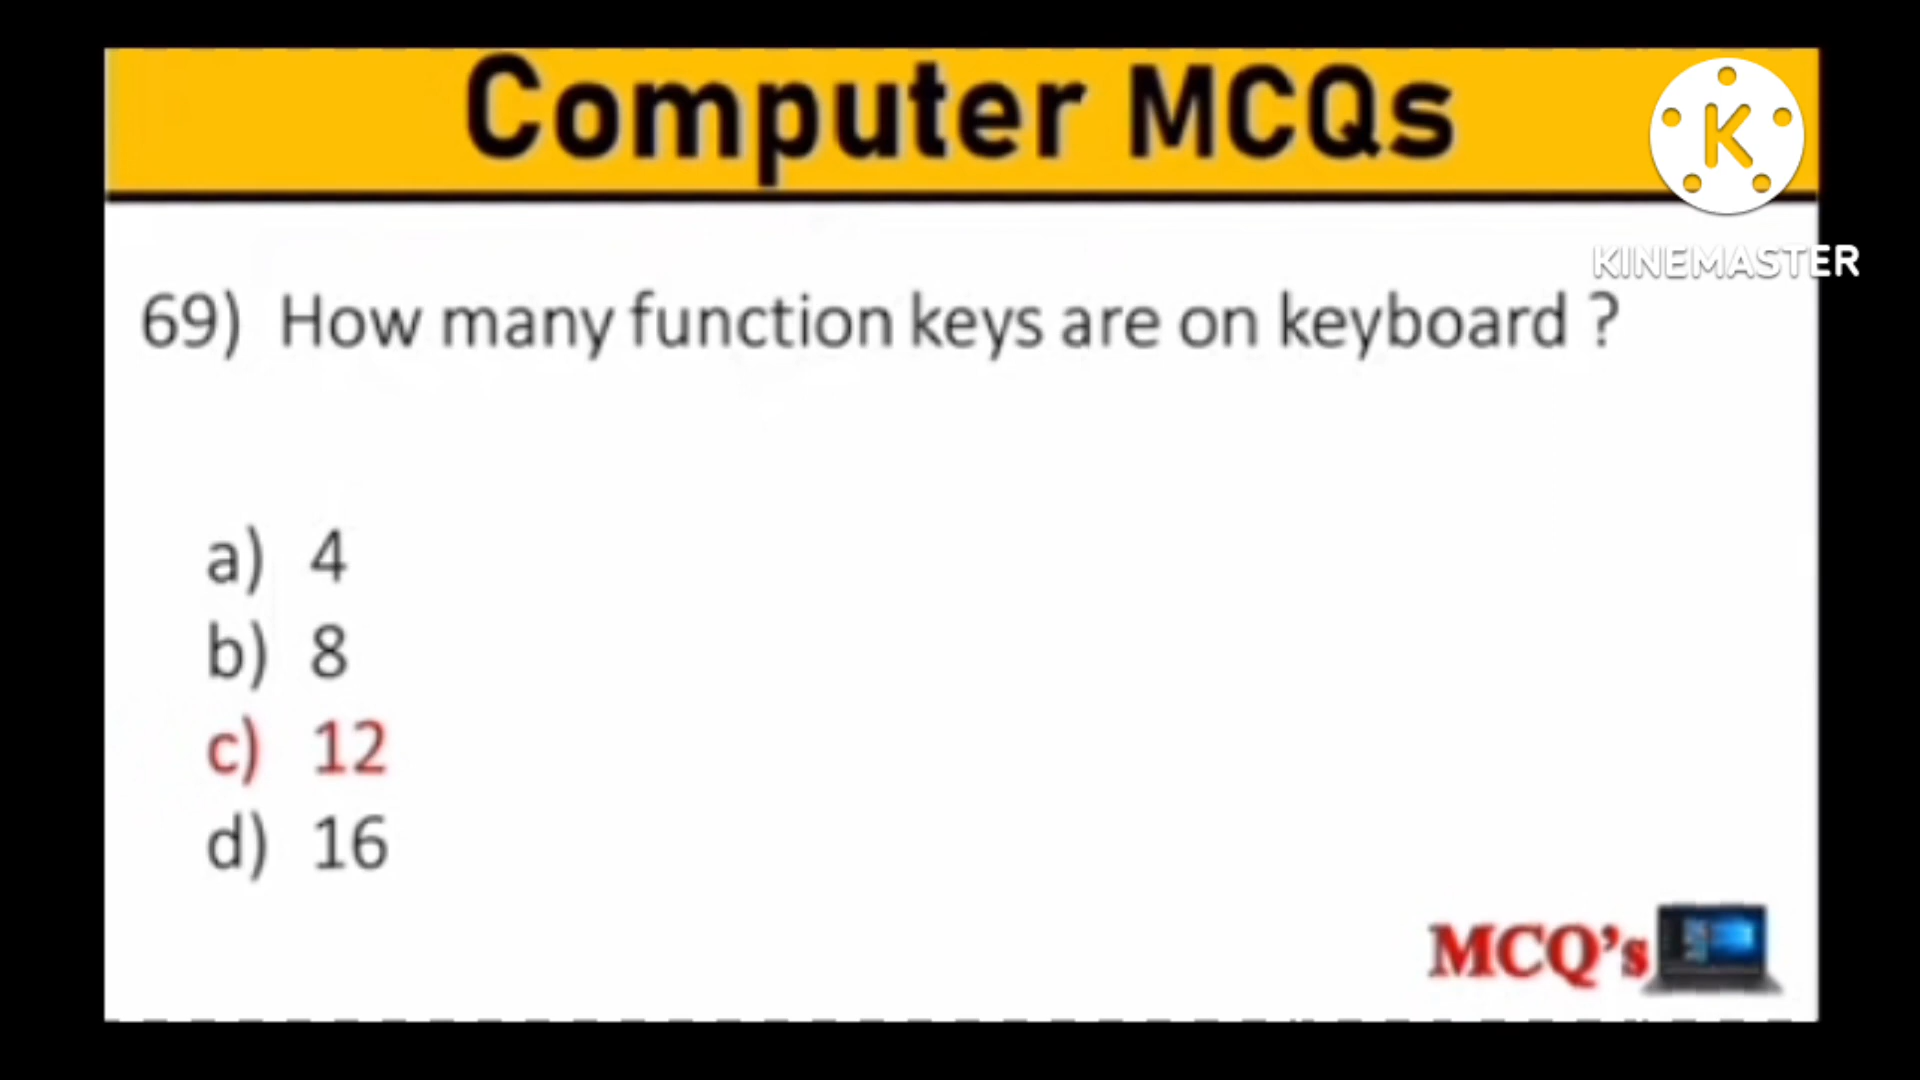 Computer MCQs
K
KINEMASTER
69) How many function keys are on keyboard ?
a) 4
b) 8
c) 12
d) 16
MCQ's